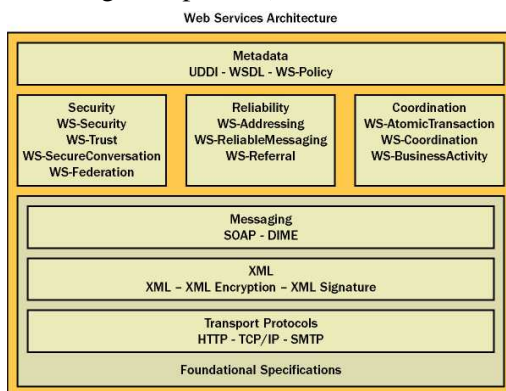 Web Services Architecture
Metadata
UDDI - WSDL - WS-Policy
Security
WS-Security
WS-Trust
WS-SecureConversation
WS-Federation
Reliability
WS-Addressing
WS-ReliableMessaging
WS-Referral
Coordination
WS-AtomicTransaction
WS-Coordination
WS-BusinessActivity
Messaging
SOAP - DIME
XML
XML – XML Encryption – XML Signature
Transport Protocols
HTTP - TCP/IP - SMTP
Foundational Specifications